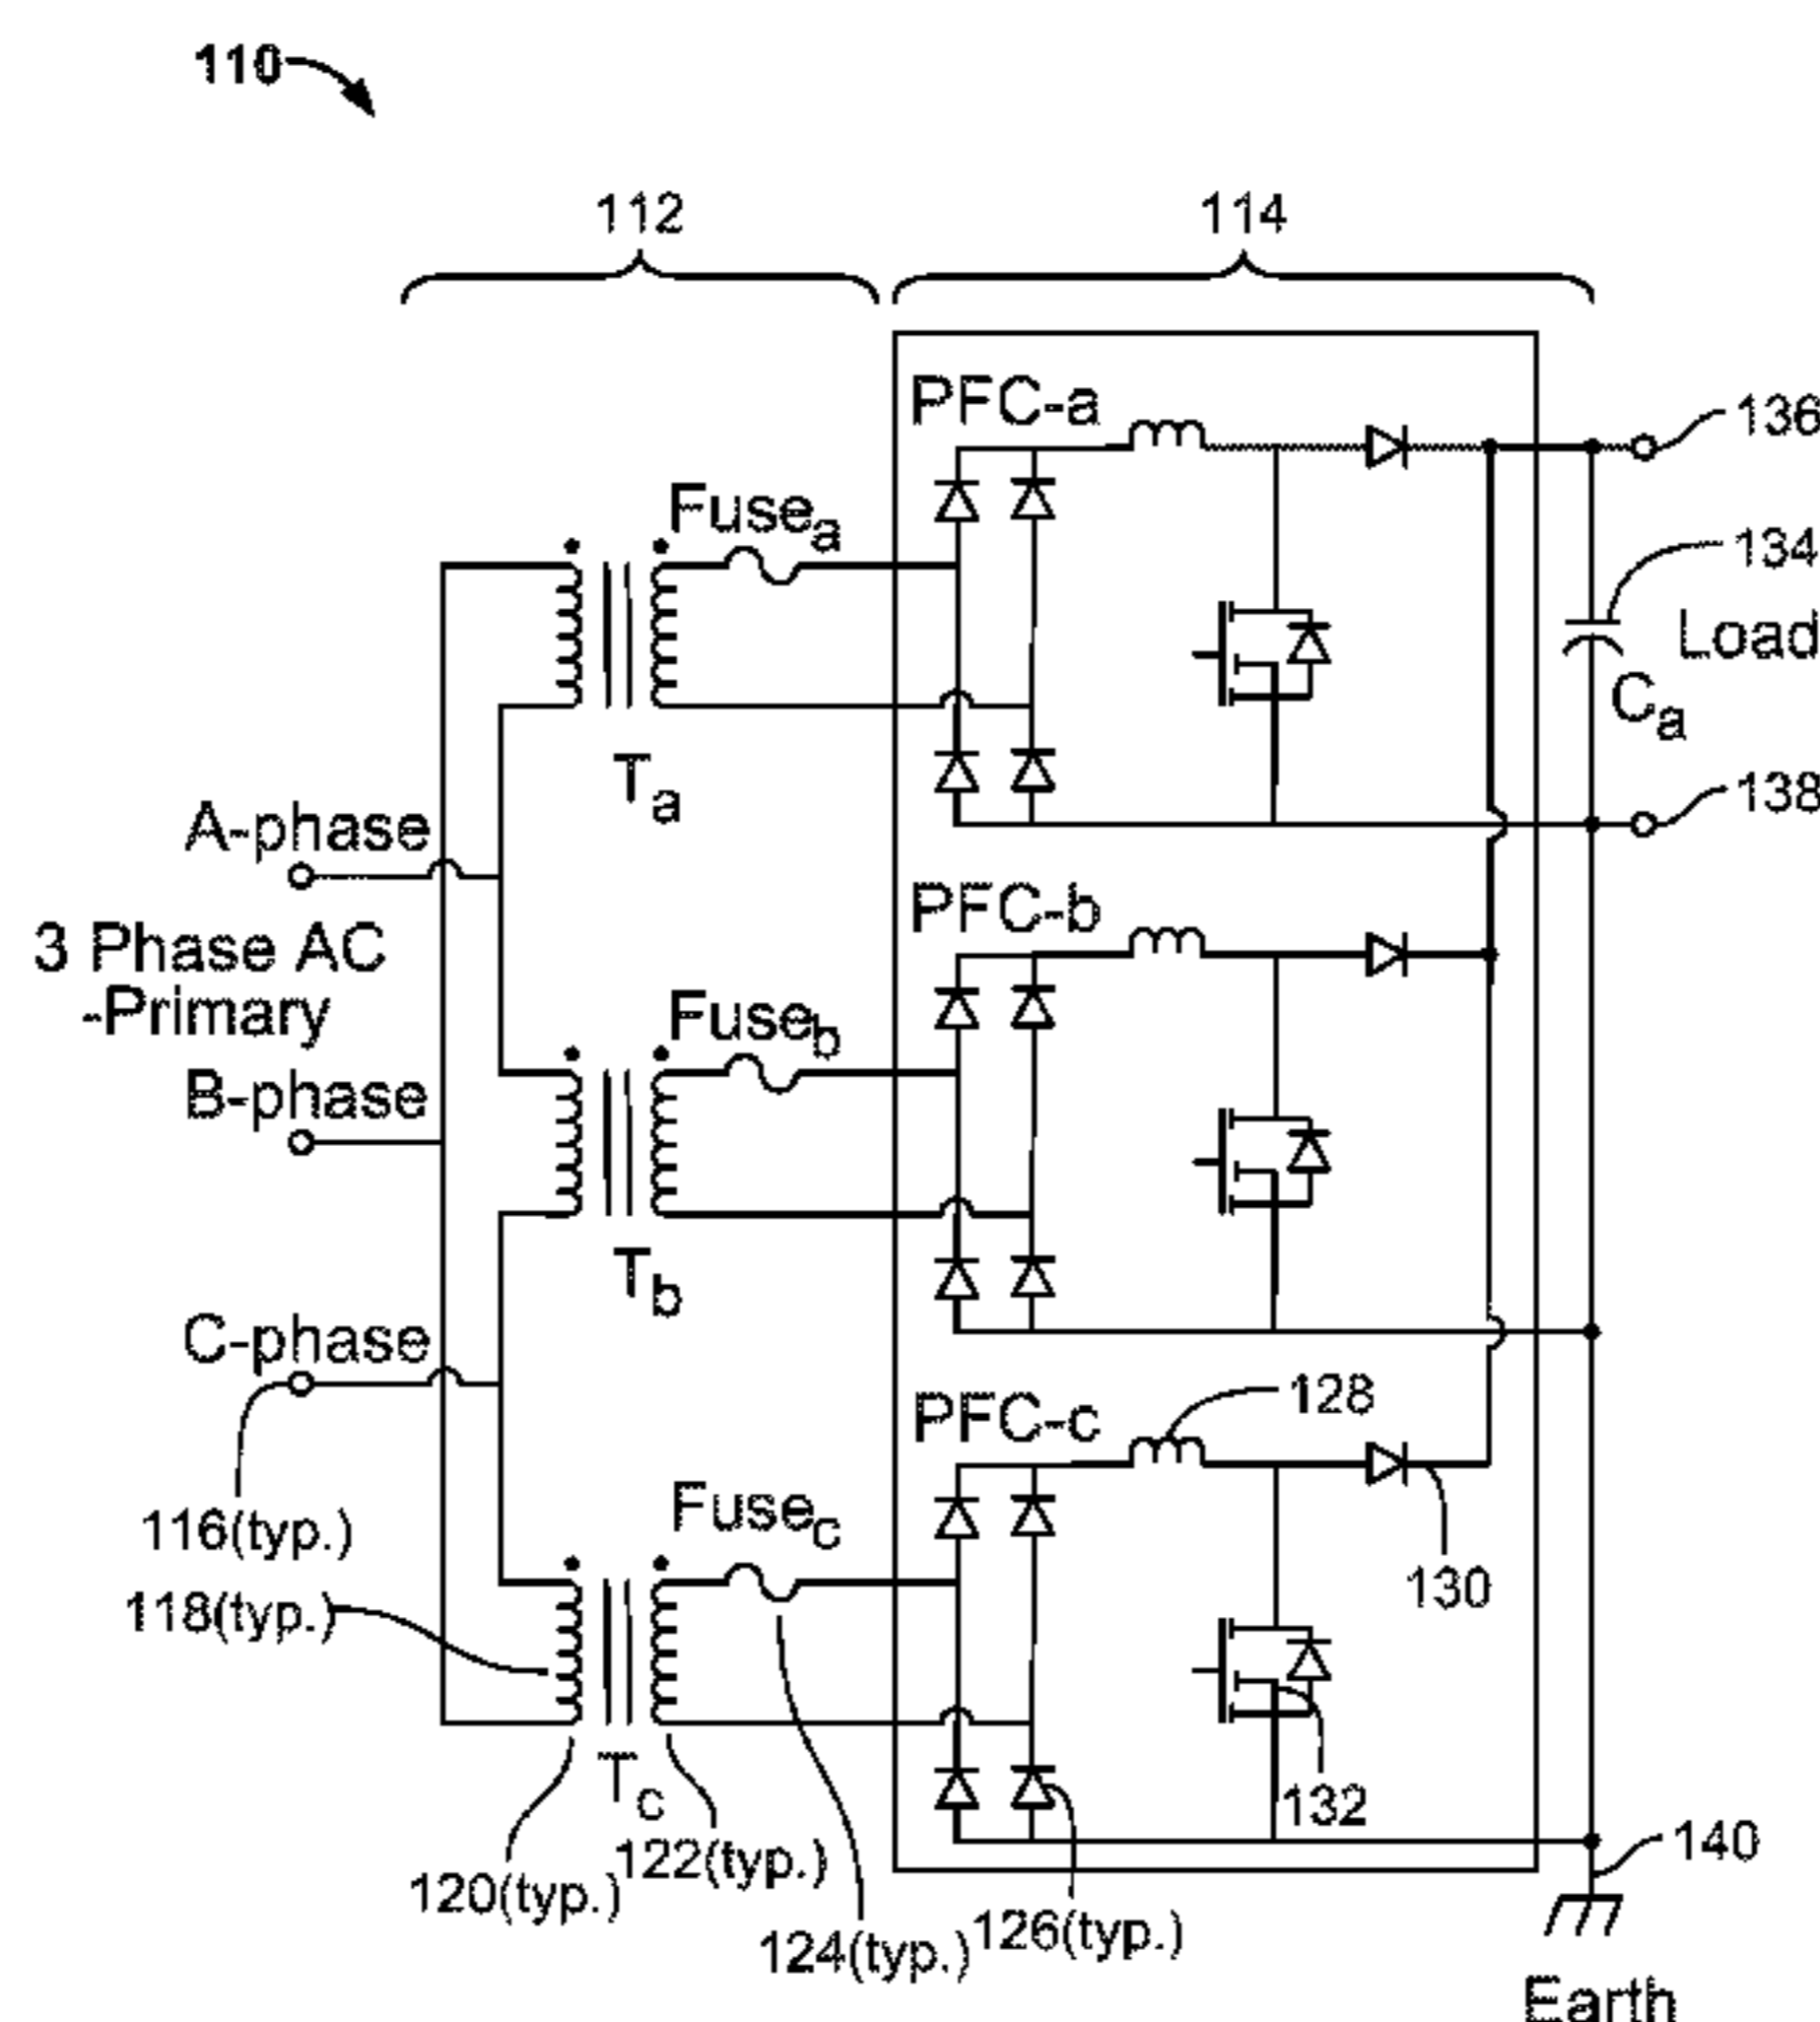 110
112
114
PFC-a
136
Fusea
134
Load
Ca
Ta
138
A-phase
PFC-b
3 Phase AC
-Primary
Fuseb
B-phase
Tb
C-phase
128
PFC-c
Fusec
116(typ.)
130
118(typ.)
Tc
132
122(typ.)
140
120(typ.)
126(typ.)
124(typ.)
Earth